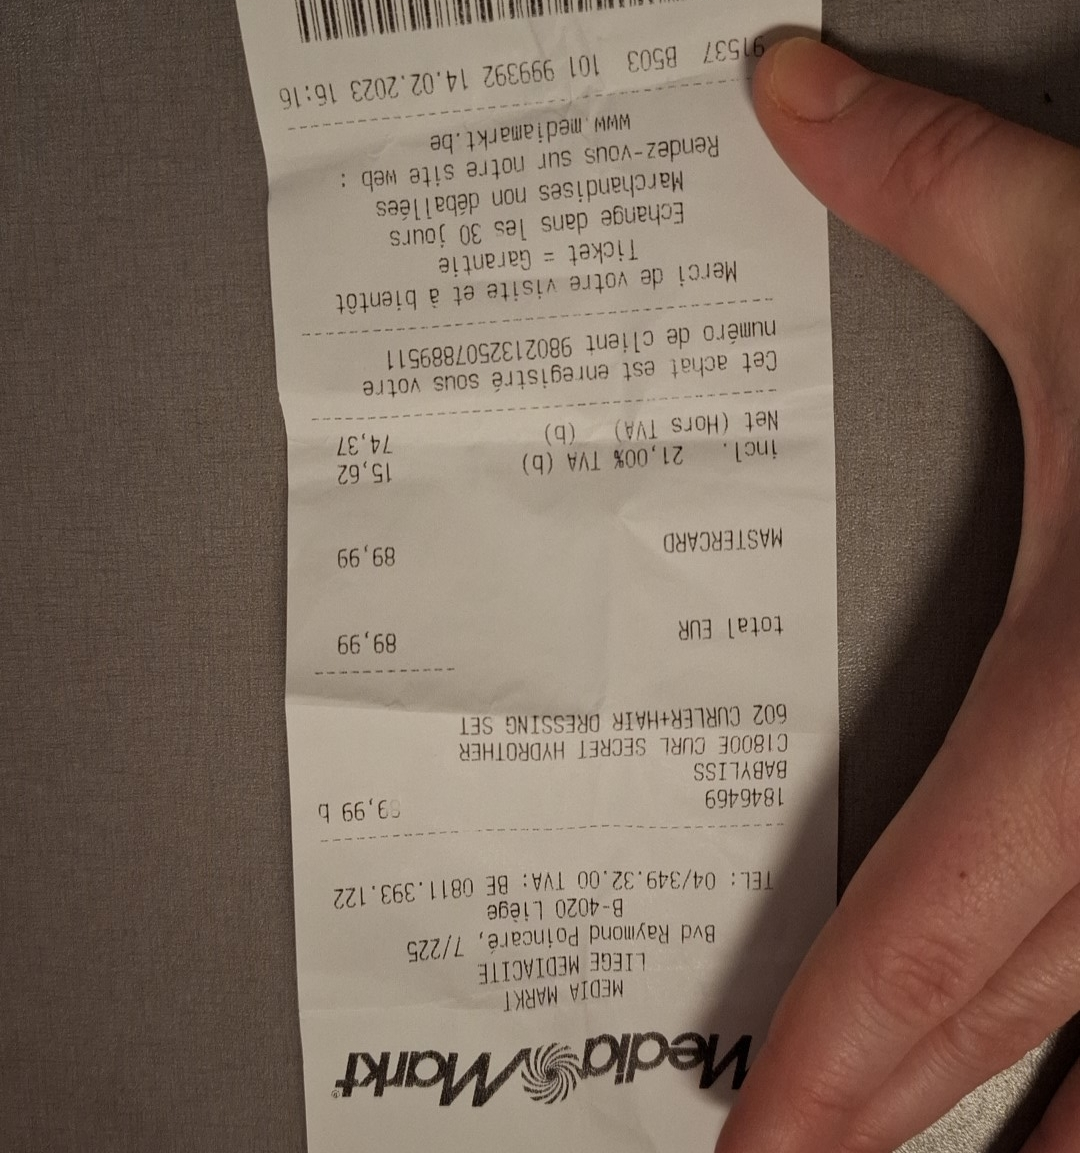 Media Markt®
MEDIA MARKT
LIEGE MEDIACITE
Bvd Raymond Poincaré, 7/225
B-4020 Liège
TEL: 04/349.32.00 TVA: BE 0811.393.122
1846469 b
BABYLISS
C1800E CURL SECRET HYDROTHER
602 CURLER+HAIR DRESSING SET
total EUR 89,99
MASTERCARD 89,99
incl. 21,00% TVA (b) 15,62
Net (Hors TVA) (b) 74,37
Cet achat est enregistré sous votre
numéro de client 9802132507889511
Merci de votre visite et à bientôt
Ticket = Garantie
Echange dans les 30 jours
Marchandises non déballées
Rendez-vous sur notre site web :
www.mediamarkt.be
91537 B503 101 999392 14.02.2023 16:16